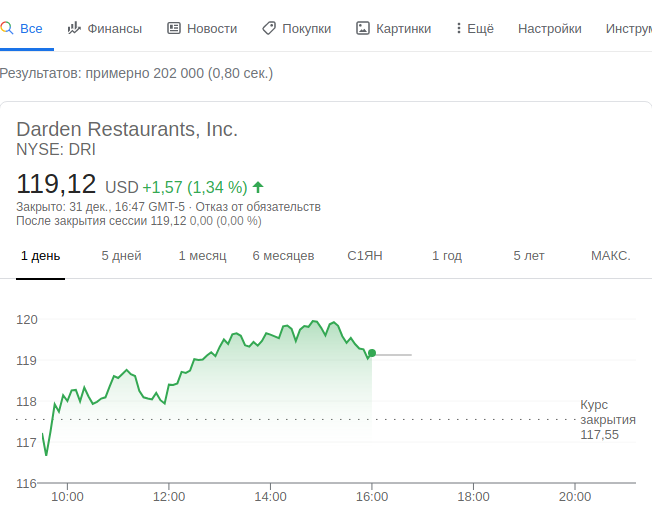 Все Финансы Новости Покупки Картинки Ещё Настройки Инструм
Результатов: примерно 202 000 (0,80 сек.)
Darden Restaurants, Inc.
NYSE: DRI
119,12 USD +1,57 (1,34 %)
Закрыто: 31 дек., 16:47 GMT-5 · Отказ от обязательств
После закрытия сессии 119,12 0,00 (0,00 %)
1 день 5 дней 1 месяц 6 месяцев С1ЯН 1 год 5 лет МАКС.
120
119
118
117
116
Курс
закрытия
117,55
10:00 12:00 14:00 16:00 18:00 20:00